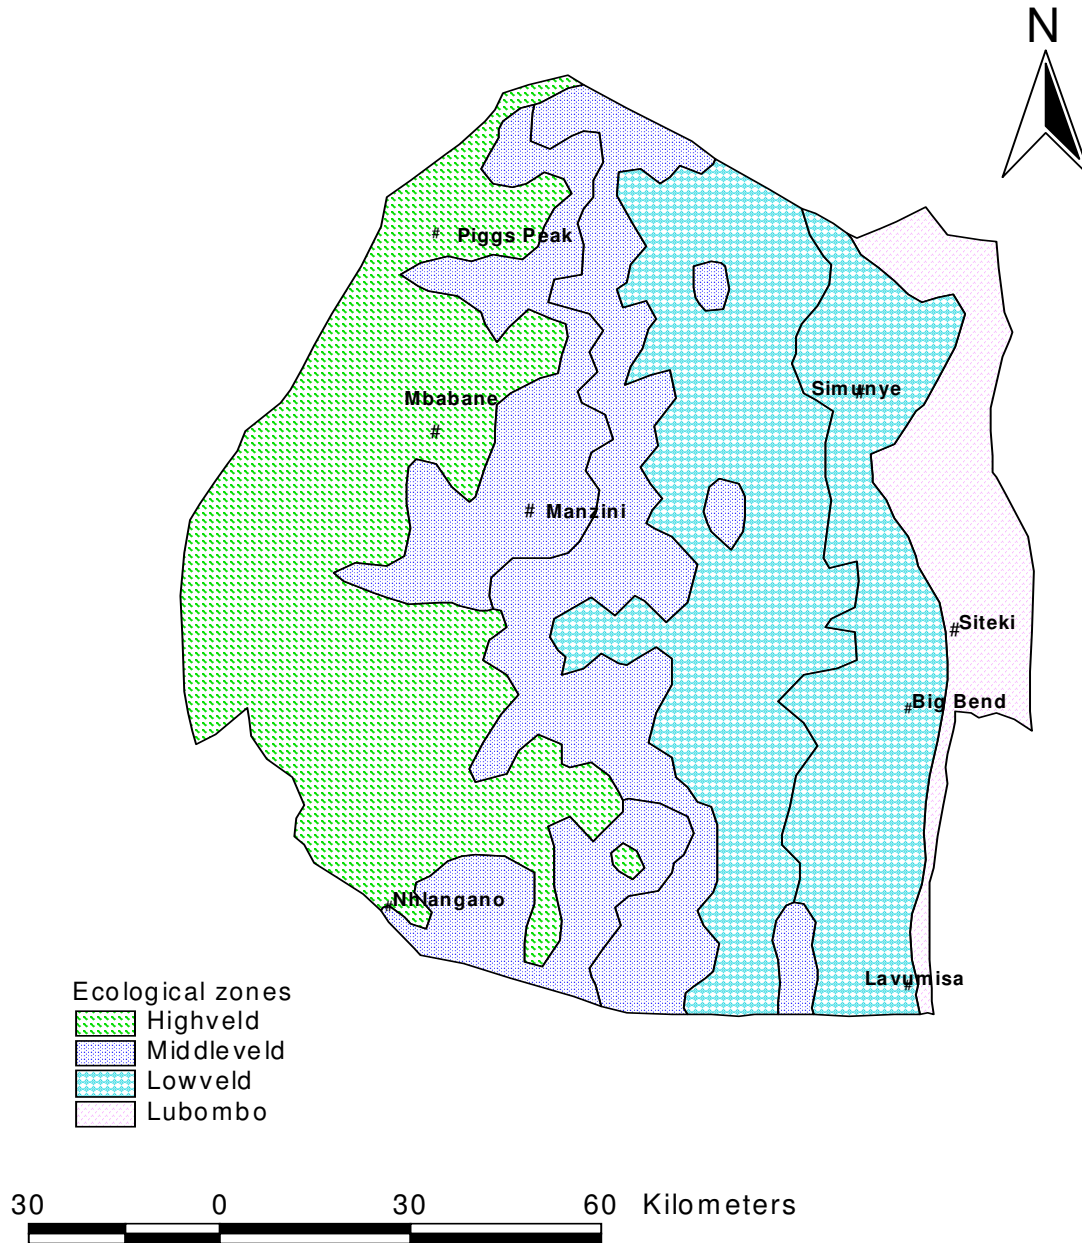 N
# Piggs Peak
Mbabane
#
Simunye
#
# Manzini
#Siteki
#Big Bend
#Nhlangano
Lavumisa
#
Ecological zones
Highveld
Middleveld
Lowveld
Lubombo
30 0 30 60 Kilometers